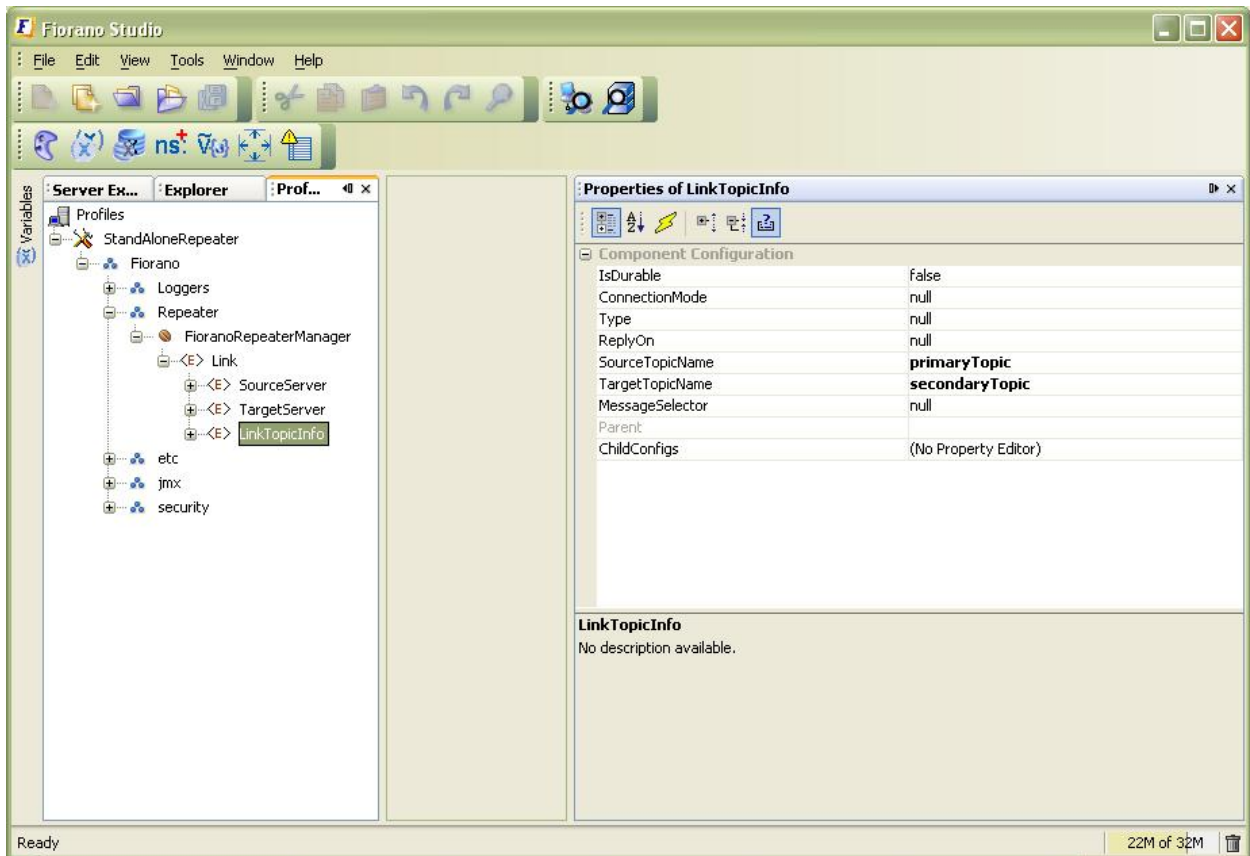 Fiorano Studio
File Edit View Tools Window Help
ns: V{u}
(x) Variables
Server Ex... Explorer Prof...
Profiles
StandAloneRepeater
Fiorano
Loggers
Repeater
FioranoRepeaterManager
<E> Link
<E> SourceServer
<E> TargetServer
<E> LinkTopicInfo
etc
jmx
security
Properties of LinkTopicInfo
Component Configuration
IsDurable false
ConnectionMode null
Type null
ReplyOn null
SourceTopicName primaryTopic
TargetTopicName secondaryTopic
MessageSelector null
Parent
ChildConfigs (No Property Editor)
LinkTopicInfo
No description available.
Ready 22M of 32M